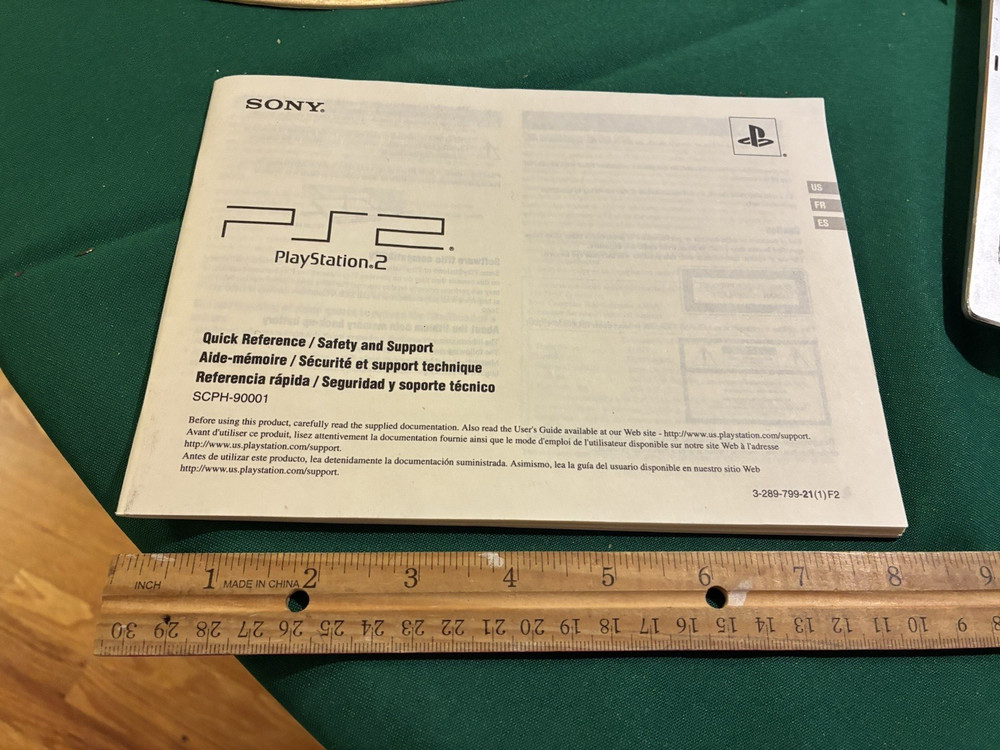 SONY®
US
FR
ES
PS2®
PlayStation®2
Quick Reference / Safety and Support
Aide-mémoire / Sécurité et support technique
Referencia rápida / Seguridad y soporte técnico
SCPH-90001
Before using this product, carefully read the supplied documentation. Also read the User's Guide available at our Web site - http://www.us.playstation.com/support.
Avant d'utiliser ce produit, lisez attentivement la documentation fournie ainsi que le mode d'emploi de l'utilisateur disponible sur notre site Web à l'adresse
http://www.us.playstation.com/support.
Antes de utilizar este producto, lea detenidamente la documentación suministrada. Asimismo, lea la guía del usuario disponible en nuestro sitio Web
http://www.us.playstation.com/support.
3-289-799-21(1) F2
INCH 1 MADE IN CHINA 2 3 4 5 6 7 8 9
30 29 28 27 26 25 24 23 22 21 20 19 18 17 16 15 14 13 12 11 10 9 8